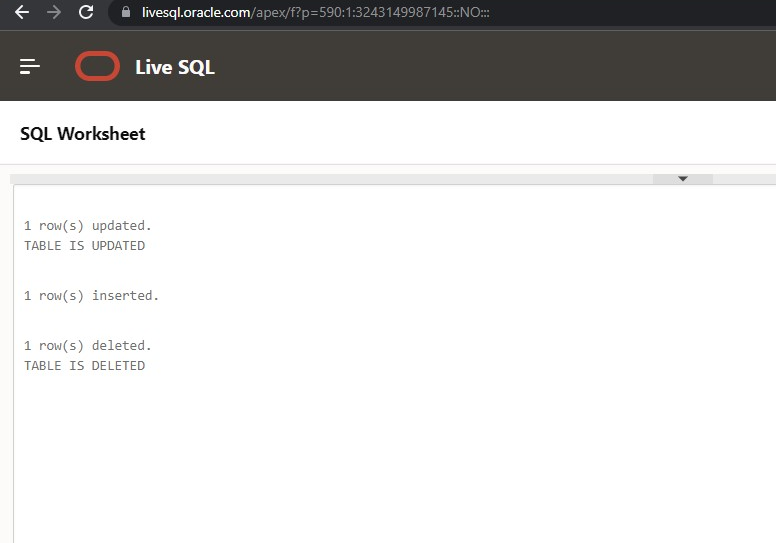 livesql.oracle.com/apex/f?p=590:1:3243149987145::NO:::
Live SQL
SQL Worksheet
1 row(s) updated.
TABLE IS UPDATED
1 row(s) inserted.
1 row(s) deleted.
TABLE IS DELETED